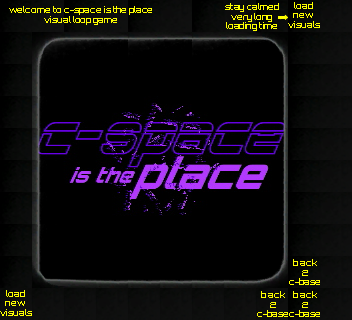 welcome to c-space is the place
visual loop game
stay calmed
very long
loading time
load
new
visuals
c-space
is the place
back
2
c-base
load
new
visuals
back
2
c-base
back
2
c-base